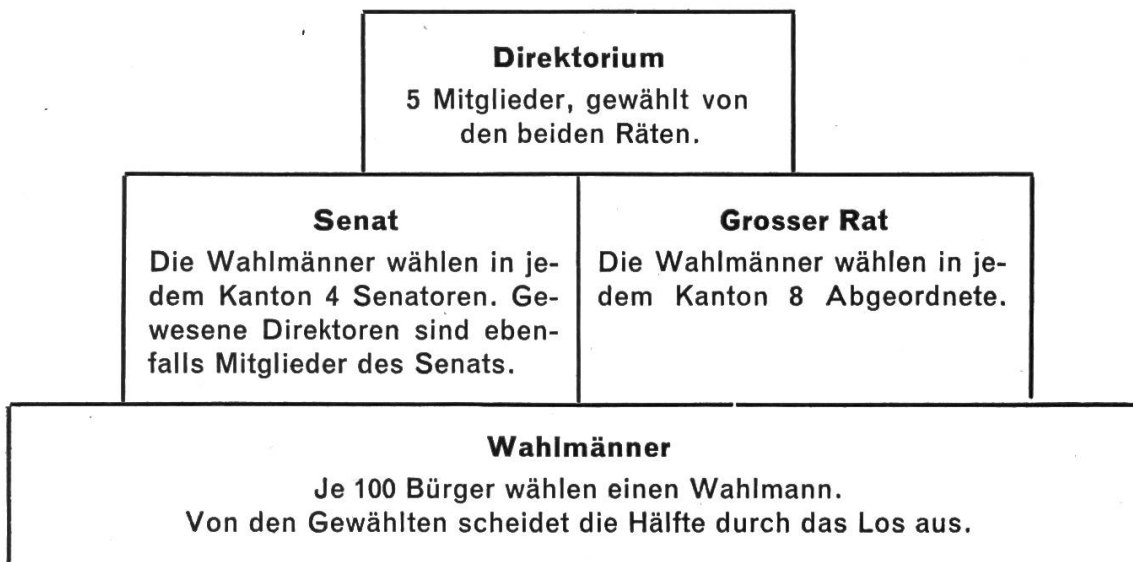 Direktorium
5 Mitglieder, gewählt von
den beiden Räten.
Senat
Die Wahlmänner wählen in je-
dem Kanton 4 Senatoren. Ge-
wesene Direktoren sind eben-
falls Mitglieder des Senats.
Grosser Rat
Die Wahlmänner wählen in je-
dem Kanton 8 Abgeordnete.
Wahlmänner
Je 100 Bürger wählen einen Wahlmann.
Von den Gewählten scheidet die Hälfte durch das Los aus.